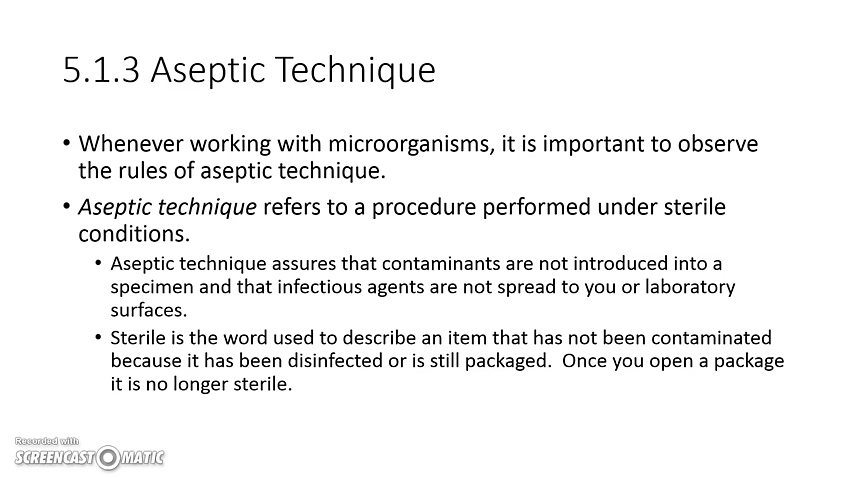 5.1.3 Aseptic Technique
• Whenever working with microorganisms, it is important to observe
the rules of aseptic technique.
• Aseptic technique refers to a procedure performed under sterile
conditions.
• Aseptic technique assures that contaminants are not introduced into a
specimen and that infectious agents are not spread to you or laboratory
surfaces.
• Sterile is the word used to describe an item that has not been contaminated
because it has been disinfected or is still packaged.  Once you open a package
it is no longer sterile.
Recorded with
SCREENCAST-O-MATIC